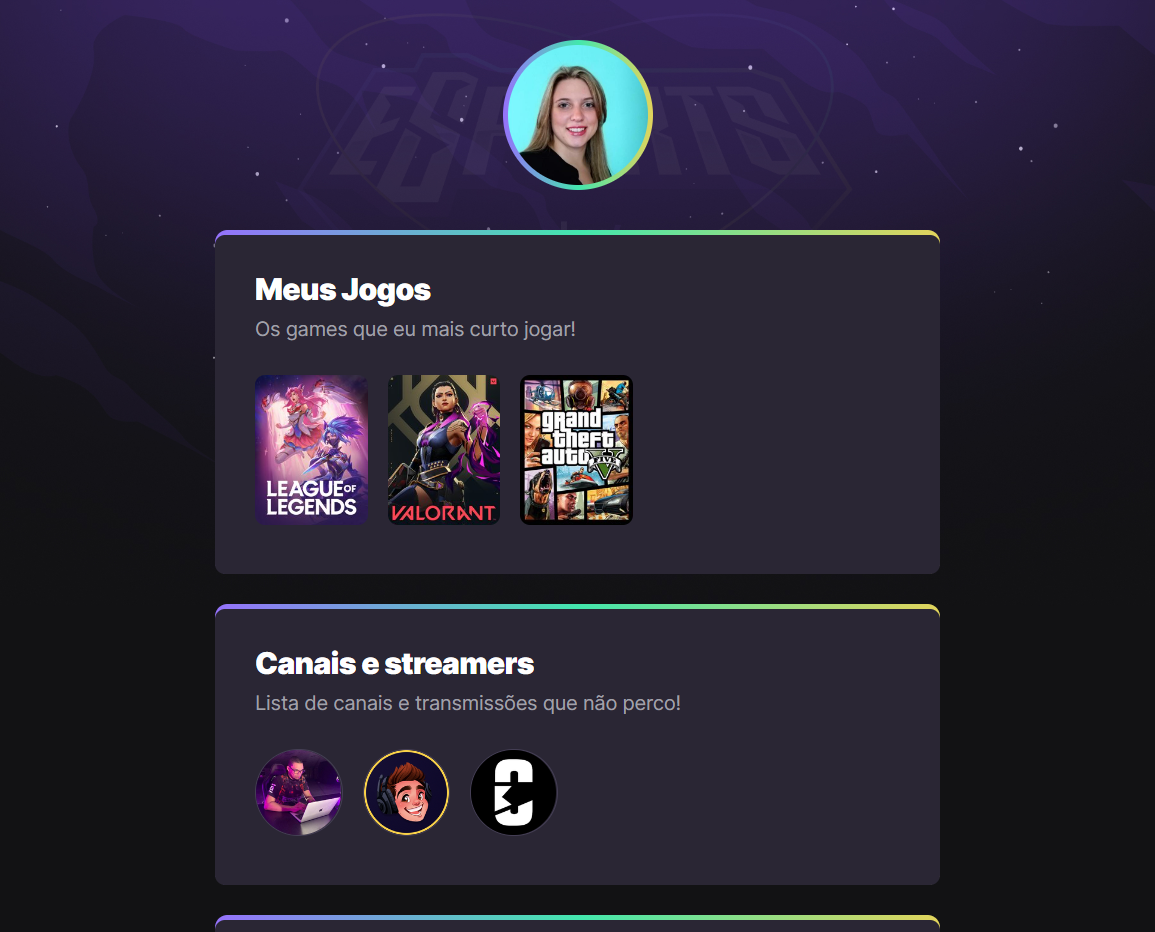 ESPORTS
Meus Jogos
Os games que eu mais curto jogar!
LEAGUE OF
LEGENDS
VALORANT
grand
theft
auto
V
FIVE
Canais e streamers
Lista de canais e transmissões que não perco!